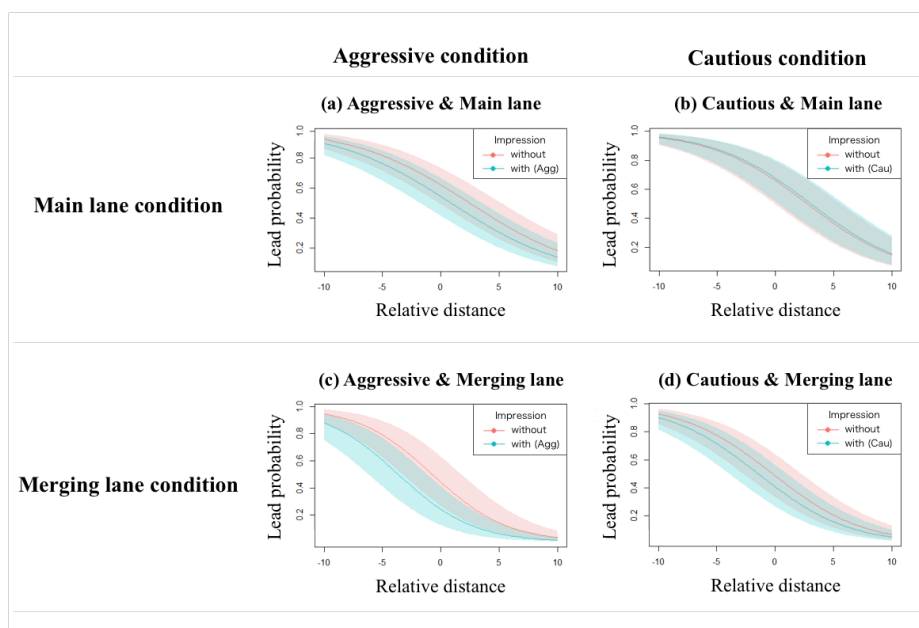 Aggressive condition
Cautious condition
Main lane condition
(a) Aggressive & Main lane
Lead probability
1.0
0.8
0.6
0.4
0.2
Impression
without
with (Agg)
-10 -5 0 5 10
Relative distance
(b) Cautious & Main lane
Lead probability
1.0
0.8
0.6
0.4
0.2
Impression
without
with (Cau)
-10 -5 0 5 10
Relative distance
Merging lane condition
(c) Aggressive & Merging lane
Lead probability
1.0
0.8
0.6
0.4
0.2
Impression
without
with (Agg)
-10 -5 0 5 10
Relative distance
(d) Cautious & Merging lane
Lead probability
1.0
0.8
0.6
0.4
0.2
Impression
without
with (Cau)
-10 -5 0 5 10
Relative distance